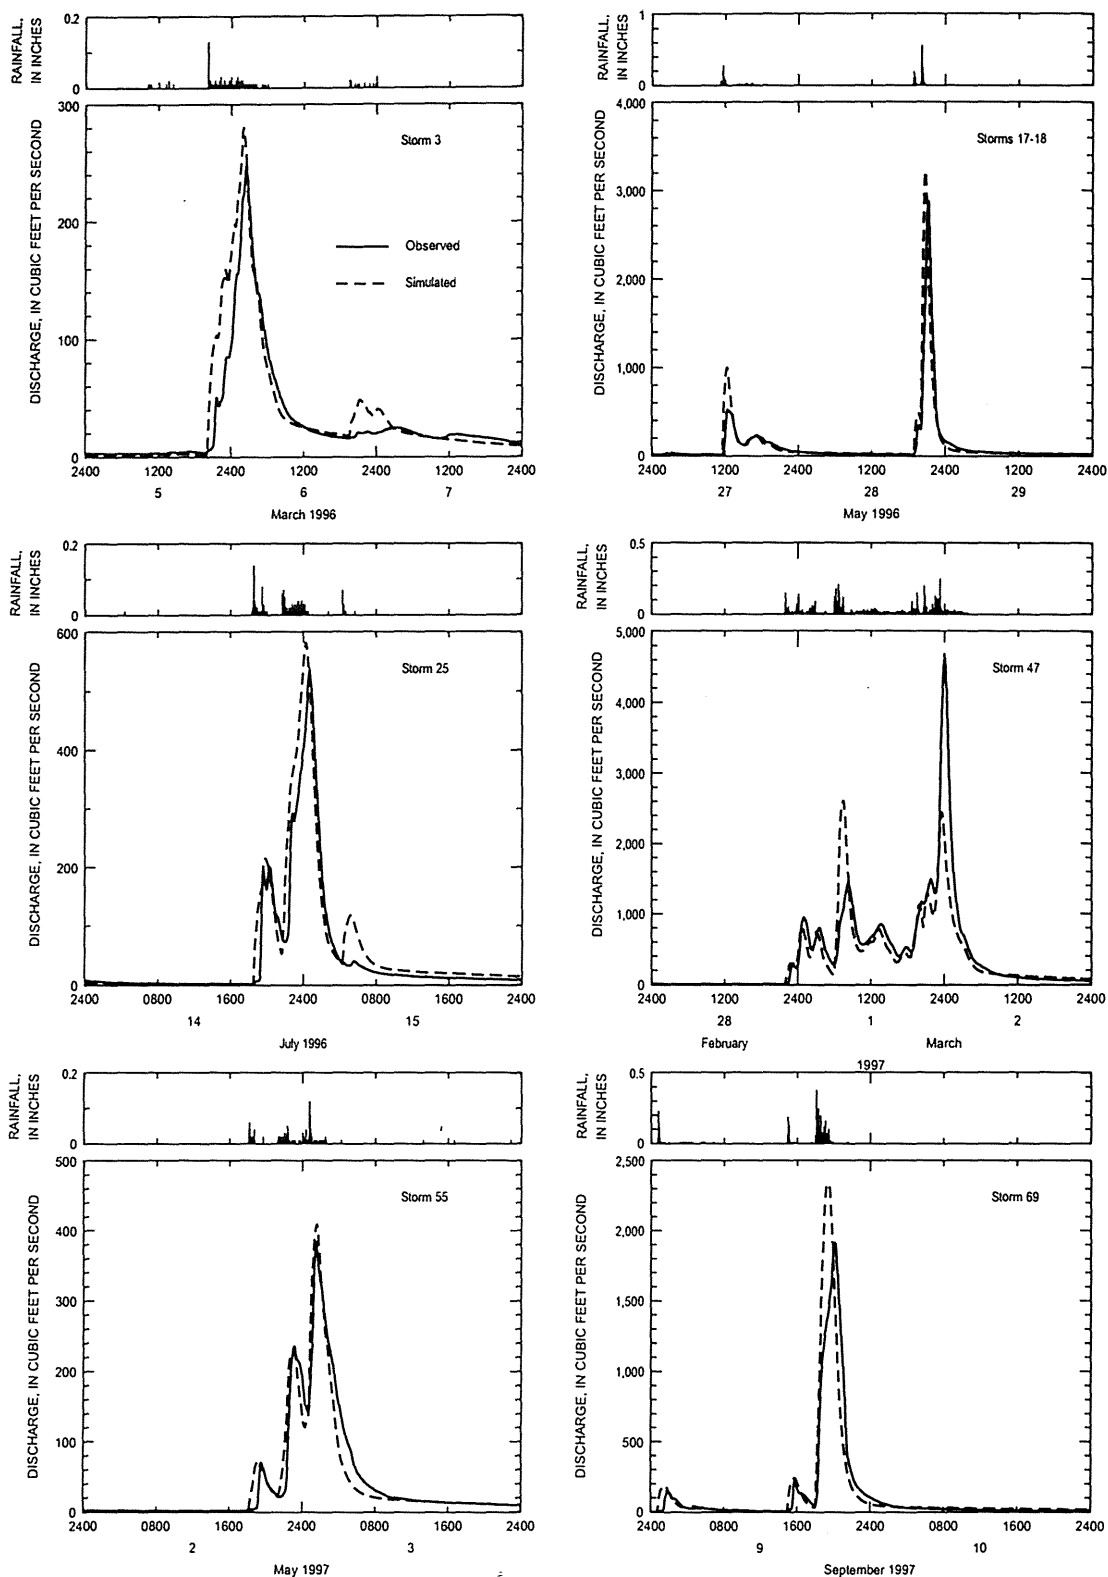 RAINFALL,
IN INCHES
0.2
0
DISCHARGE, IN CUBIC FEET PER SECOND
300
200
100
0
Storm 3
Observed
Simulated
2400 1200 2400 1200 2400 1200 2400
5 6 7
March 1996
RAINFALL,
IN INCHES
1
0
DISCHARGE, IN CUBIC FEET PER SECOND
4,000
3,000
2,000
1,000
0
Storms 17-18
2400 1200 2400 1200 2400 1200 2400
27 28 29
May 1996
RAINFALL,
IN INCHES
0.2
0
DISCHARGE, IN CUBIC FEET PER SECOND
600
400
200
0
Storm 25
2400 0800 1600 2400 0800 1600 2400
14 15
July 1996
RAINFALL,
IN INCHES
0.5
0
DISCHARGE, IN CUBIC FEET PER SECOND
5,000
4,000
3,000
2,000
1,000
0
Storm 47
2400 1200 2400 1200 2400 1200 2400
28 1 2
February March
1997
RAINFALL,
IN INCHES
0.2
0
DISCHARGE, IN CUBIC FEET PER SECOND
500
400
300
200
100
0
Storm 55
2400 0800 1600 2400 0800 1600 2400
2 3
May 1997
RAINFALL,
IN INCHES
0.5
0
DISCHARGE, IN CUBIC FEET PER SECOND
2,500
2,000
1,500
1,000
500
0
Storm 69
2400 0800 1600 2400 0800 1600 2400
9 10
September 1997